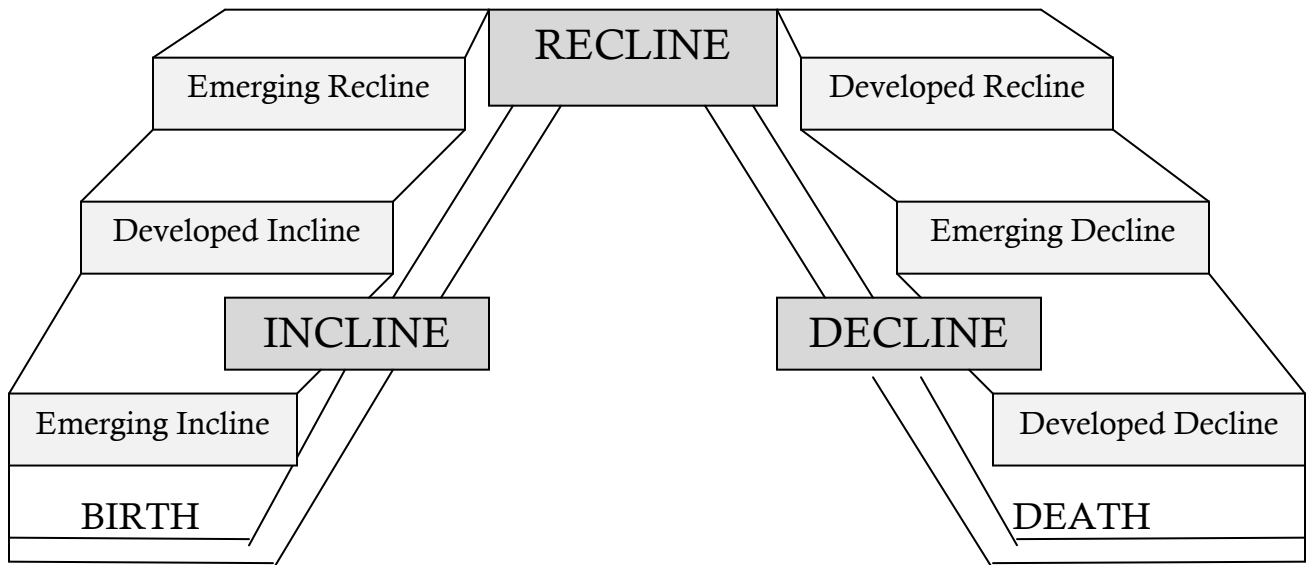 RECLINE
Emerging Recline
Developed Recline
Developed Incline
Emerging Decline
INCLINE
DECLINE
Emerging Incline
Developed Decline
BIRTH
DEATH